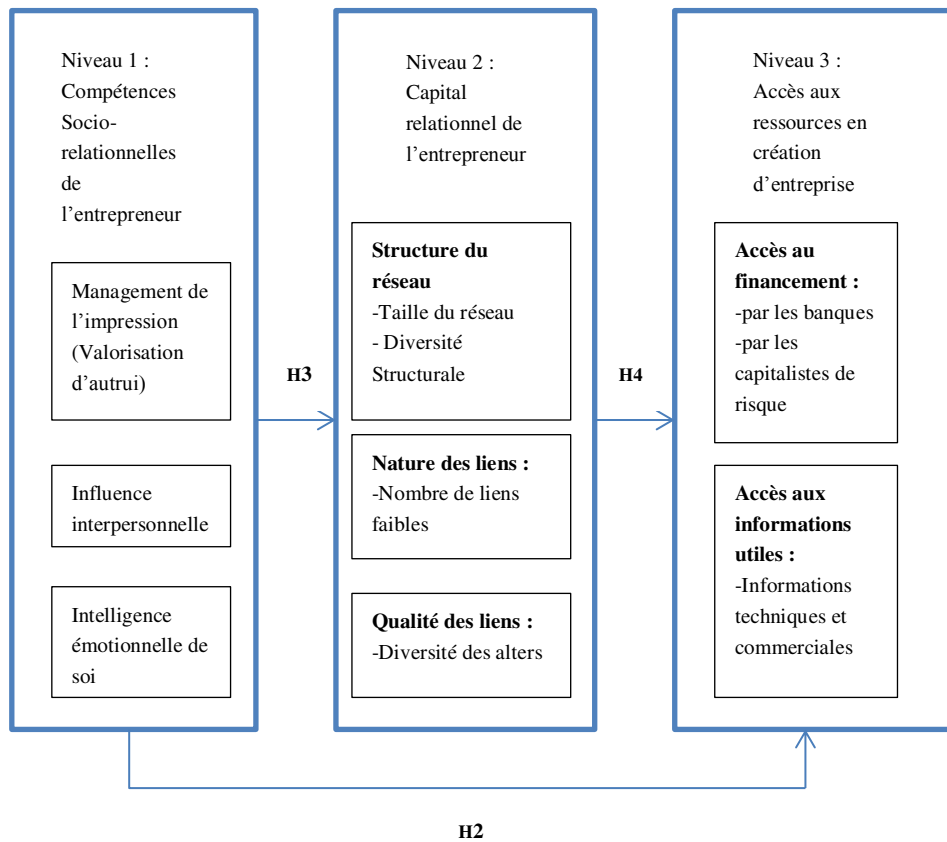 Niveau 1 :
Compétences
Socio-
relationnelles
de
l’entrepreneur
Management de
l’impression
(Valorisation
d’autrui)
Influence
interpersonnelle
Intelligence
émotionnelle de
soi
H3
Niveau 2 :
Capital
relationnel de
l’entrepreneur
Structure du
réseau
-Taille du réseau
- Diversité
Structurale
Nature des liens :
-Nombre de liens
faibles
Qualité des liens :
-Diversité des alters
H4
Niveau 3 :
Accès aux
ressources en
création
d’entreprise
Accès au
financement :
-par les banques
-par les
capitalistes de
risque
Accès aux
informations
utiles :
-Informations
techniques et
commerciales
H2